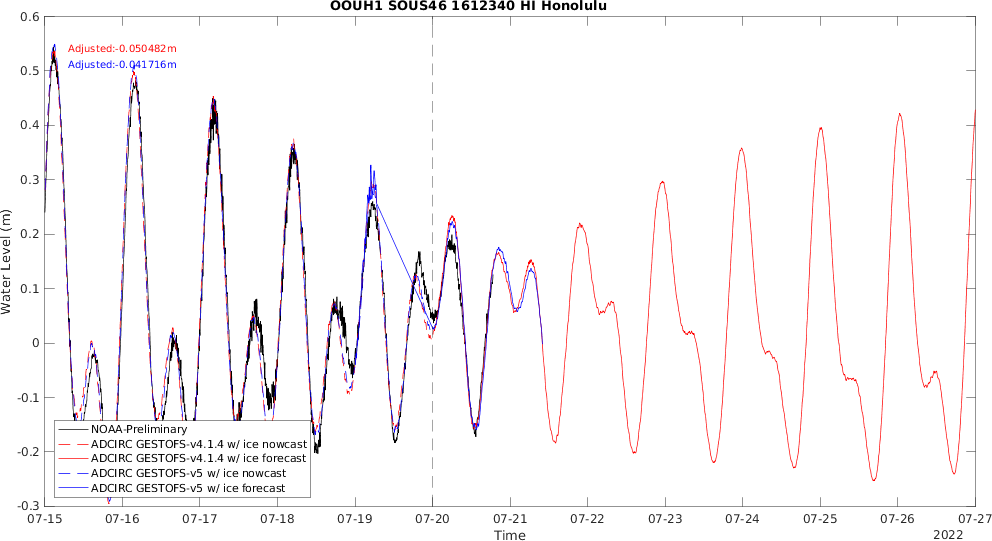 OOUH1 SOUS46 1612340 HI Honolulu
Adjusted:-0.050482m
Adjusted:-0.041716m
Water Level (m)
0.6
0.5
0.4
0.3
0.2
0.1
0
-0.1
-0.2
-0.3
NOAA-Preliminary
ADCIRC GESTOFS-v4.1.4 w/ ice nowcast
ADCIRC GESTOFS-v4.1.4 w/ ice forecast
ADCIRC GESTOFS-v5 w/ ice nowcast
ADCIRC GESTOFS-v5 w/ ice forecast
07-15 07-16 07-17 07-18 07-19 07-20 07-21 07-22 07-23 07-24 07-25 07-26 07-27
Time
2022